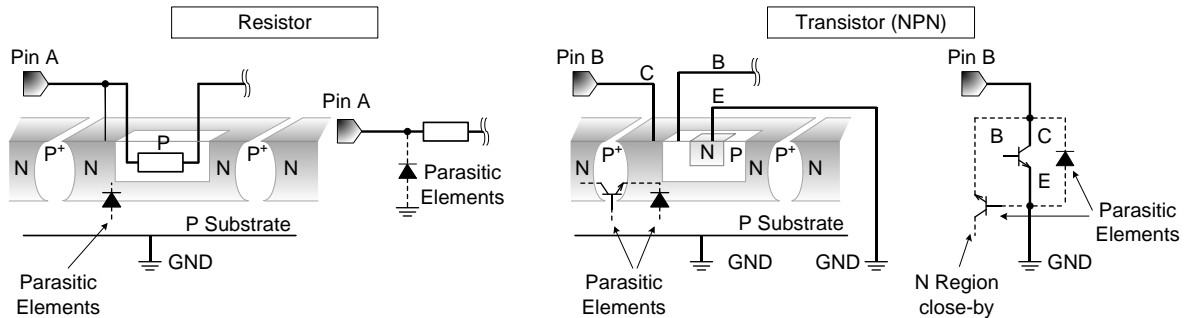 Resistor
Pin A
P
N
P+
N
P+
N
N
P Substrate
GND
Parasitic
Elements
Pin A
Parasitic
Elements
Transistor (NPN)
Pin B
C
B
E
N
P+
N
N
P
P+
N
P Substrate
GND
GND
Parasitic
Elements
Pin B
B
C
E
Parasitic
Elements
GND
N Region
close-by